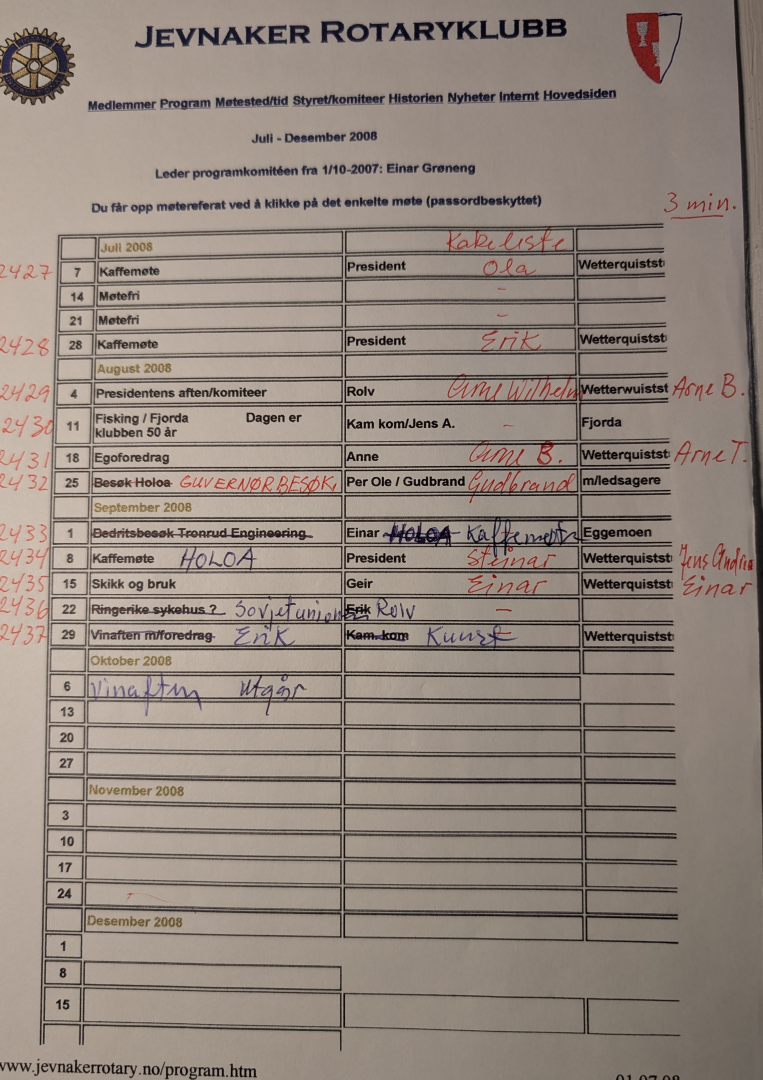 JEVNAKER ROTARYKLUBB
Medlemmer Program Møtested/tid Styret/komiteer Historien Nyheter Internt Hovedsiden
Juli - Desember 2008
Leder programkomitéen fra 1/10-2007: Einar Grøneng
Du får opp møtereferat ved å klikke på det enkelte møte (passordbeskyttet) 3 min.
Juli 2008 Kakeliste
2427 7 Kaffemøte President Ola Wetterquistst
14 Møtefri -
21 Møtefri -
2428 28 Kaffemøte President Erik Wetterquistst
August 2008
2429 4 Presidentens aften/komiteer Rolv Arne Wilhelm Wetterwuistst Arne B.
2430 11 Fisking / Fjorda Dagen er Kam kom/Jens A. - Fjorda
klubben 50 år
2431 18 Egoforedrag Anne Arne B. Wetterquistst Arne T.
2432 25 Besøk Holoa GUVERNØRBESØK, Per Ole / Gudbrand Gudbrand m/ledsagere
September 2008
2433 1 Bedritsbesøk Tronrud Engineering Einar HOLOA Kaffemøte Eggemoen
2434 8 Kaffemøte HOLOA President Steinar Wetterquistst Jens Andrea
2435 15 Skikk og bruk Geir Einar Wetterquistst Einar
2436 22 Ringerike sykehus ? Sovjetunionen Erik Rolv -
2437 29 Vinaften m/foredrag Erik Kam. kom Kunst - Wetterquistst
Oktober 2008
6 Vinaften utgår
13
20
27
November 2008
3
10
17
24
Desember 2008
1
8
15
www.jevnakerrotary.no/program.htm 01.07.08